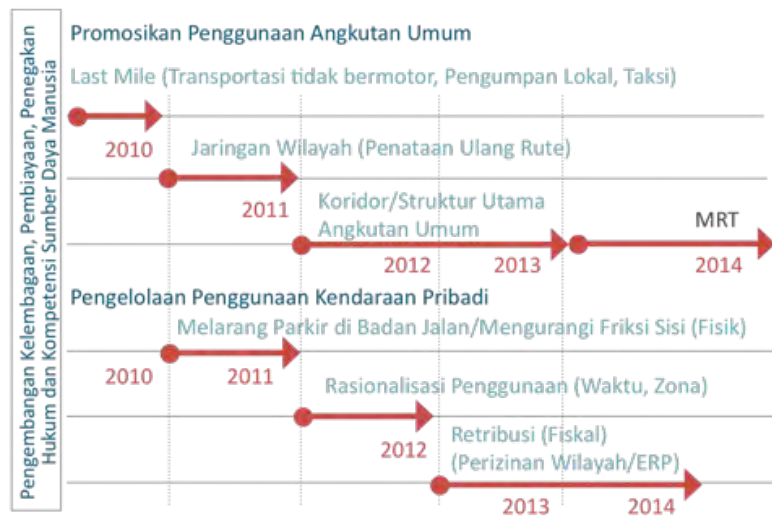 Pengembangan Kelembagaan, Pembiayaan, Penegakan
Hukum dan Kompetensi Sumber Daya Manusia
Promosikan Penggunaan Angkutan Umum
Last Mile (Transportasi tidak bermotor, Pengumpan Lokal, Taksi)
2010
Jaringan Wilayah (Penataan Ulang Rute)
2011
Koridor/Struktur Utama
Angkutan Umum
MRT
2012 2013 2014
Pengelolaan Penggunaan Kendaraan Pribadi
Melarang Parkir di Badan Jalan/Mengurangi Friksi Sisi (Fisik)
2010 2011
Rasionalisasi Penggunaan (Waktu, Zona)
2012
Retribusi (Fiskal)
(Perizinan Wilayah/ERP)
2013 2014